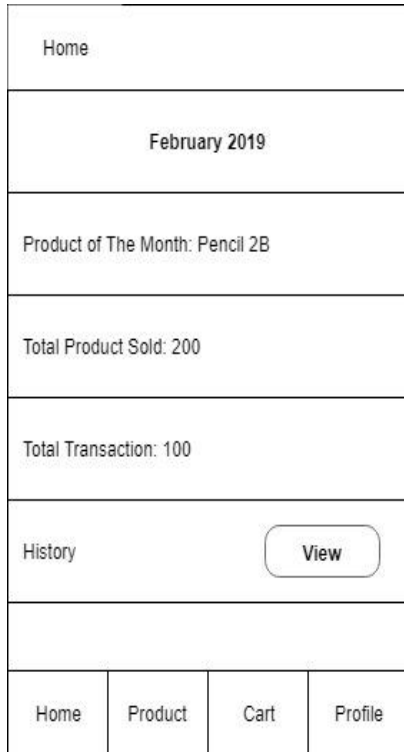 Home
February 2019
Product of The Month: Pencil 2B
Total Product Sold: 200
Total Transaction: 100
History
View
Home
Product
Cart
Profile